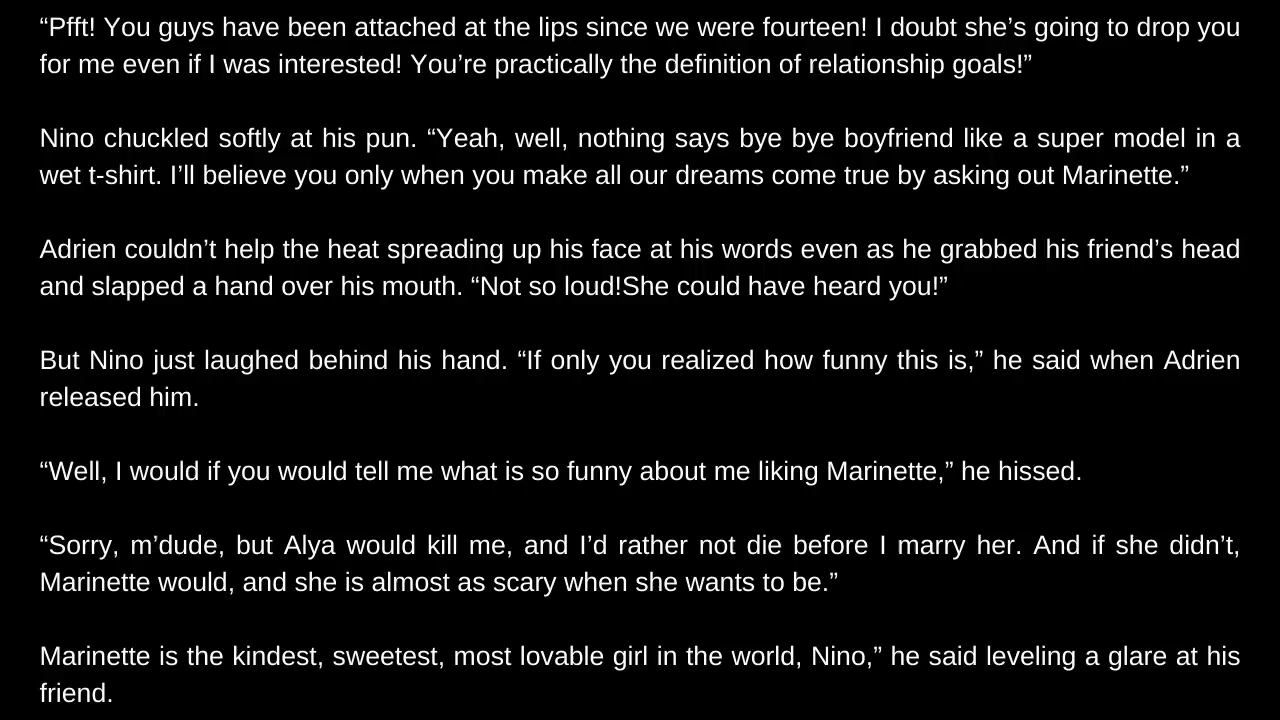 “Pfft! You guys have been attached at the lips since we were fourteen! I doubt she’s going to drop you
for me even if I was interested! You’re practically the definition of relationship goals!”
Nino chuckled softly at his pun. “Yeah, well, nothing says bye bye boyfriend like a super model in a
wet t-shirt. I’ll believe you only when you make all our dreams come true by asking out Marinette.”
Adrien couldn’t help the heat spreading up his face at his words even as he grabbed his friend’s head
and slapped a hand over his mouth. “Not so loud!She could have heard you!”
But Nino just laughed behind his hand. “If only you realized how funny this is,” he said when Adrien
released him.
“Well, I would if you would tell me what is so funny about me liking Marinette,” he hissed.
“Sorry, m’dude, but Alya would kill me, and I’d rather not die before I marry her. And if she didn’t,
Marinette would, and she is almost as scary when she wants to be.”
Marinette is the kindest, sweetest, most lovable girl in the world, Nino,” he said leveling a glare at his
friend.